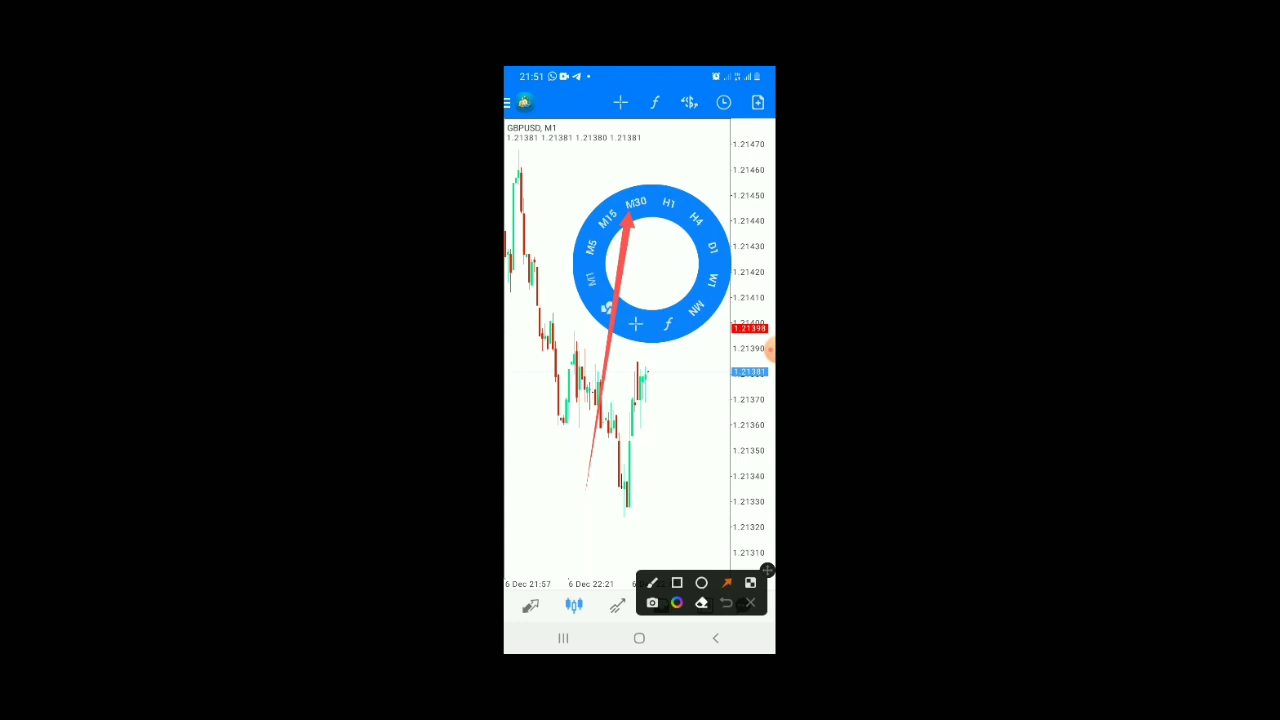 21:51
GBPUSD, M1
1.21381 1.21381 1.21380 1.21381
1.21470
1.21460
1.21450
1.21440
1.21430
1.21420
1.21410
1.21398
1.21390
1.21381
1.21370
1.21360
1.21350
1.21340
1.21330
1.21320
1.21310
M1
M5
M15
M30
H1
H4
D1
W1
MN
f
6 Dec 21:57 6 Dec 22:21